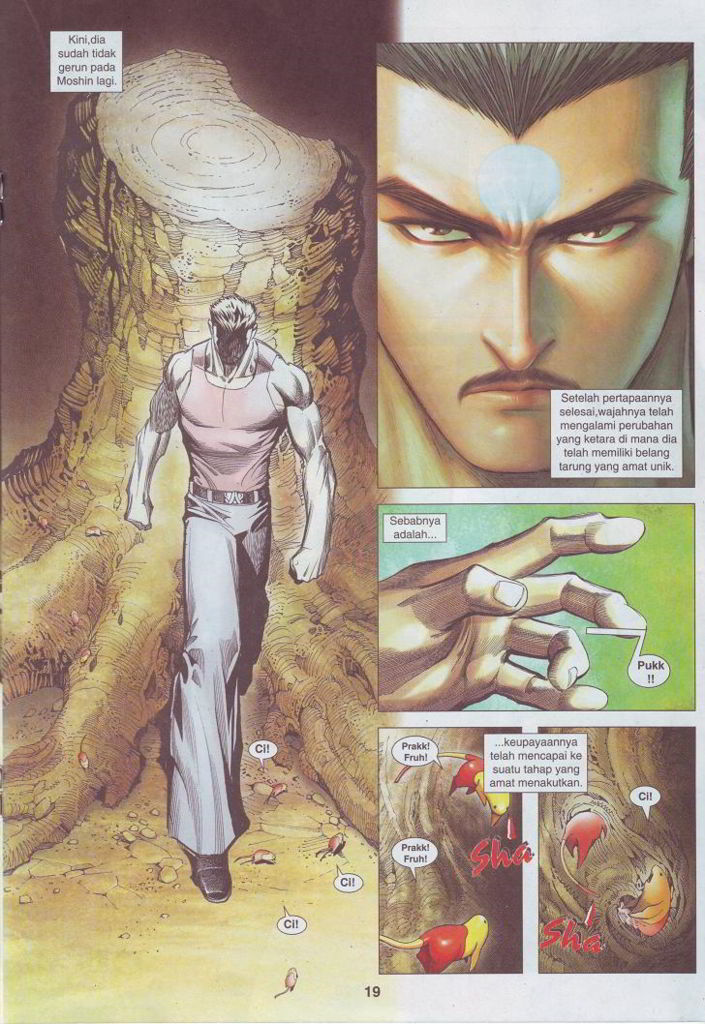 Kini,dia
sudah tidak
gerun pada
Moshin lagi.
Setelah pertapaannya
selesai,wajahnya telah
mengalami perubahan
yang ketara di mana dia
telah memiliki belang
tarung yang amat unik.
Sebabnya
adalah...
Pukk
!!
...keupayaannya
telah mencapai ke
suatu tahap yang
amat menakutkan.
Prakk!
Fruh!
Sha
Prakk!
Fruh!
Ci!
Sha
Ci!
Ci!
Ci!
19